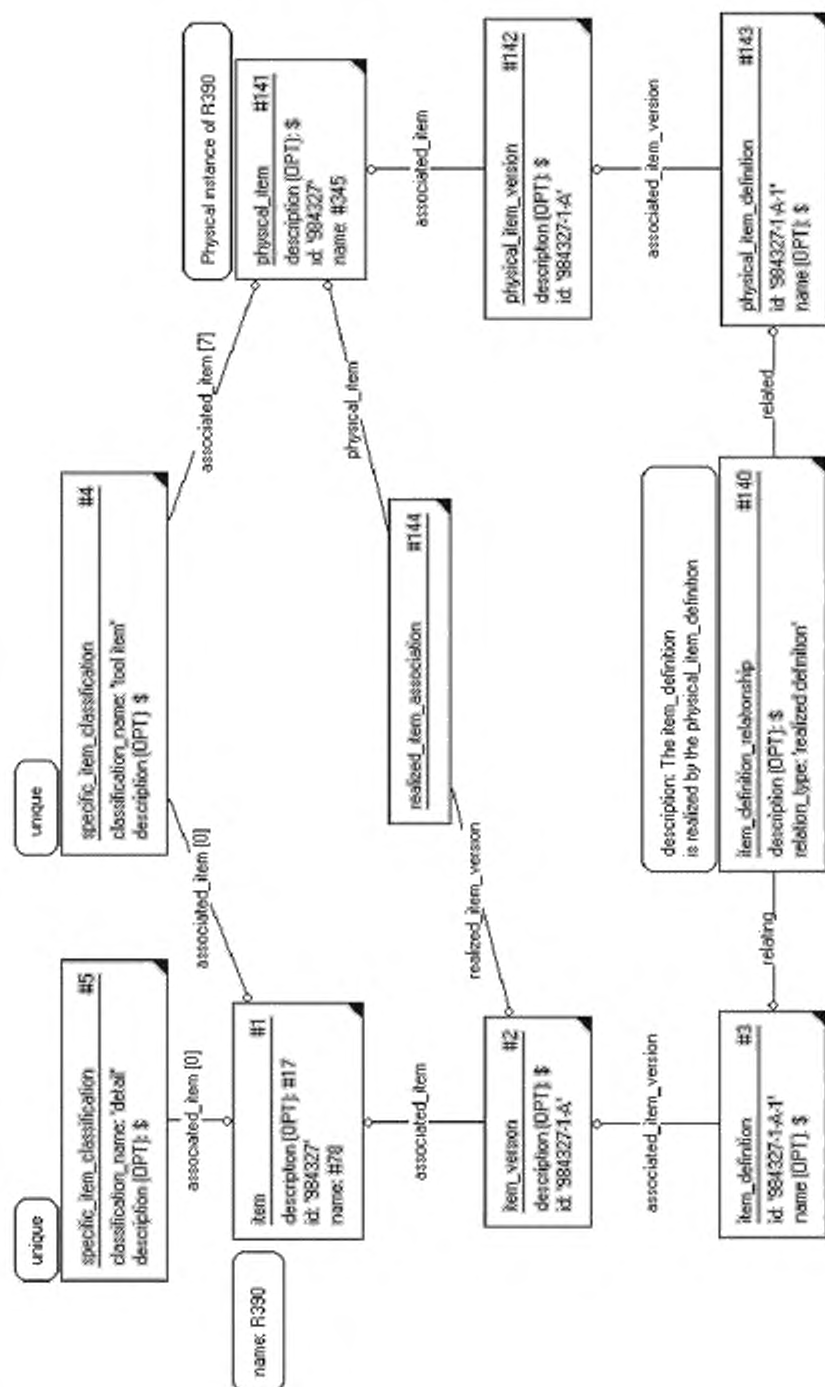 unique
specific_item_classification #5
classification_name: 'detail'
description (OPT): $
unique
specific_item_classification #4
classification_name: 'tool item'
description (OPT): $
associated_item [0]
associated_item [0]
associated_item [7]
name: R390
item #1
description (OPT): #17
id: '984327'
name: #78
Physical instance of R390
physical_item #141
description (OPT): $
id: '984327'
name: #345
physical_item
realized_item_association #144
realized_item_version
associated_item
associated_item
item_version #2
description (OPT): $
id: '984327-1-A'
physical_item_version #142
description (OPT): $
id: '984327-1-A'
associated_item_version
associated_item_version
description: The item_definition
is realized by the physical_item_definition
item_definition #3
id: '984327-1-A-1'
name (OPT): $
relating
item_definition_relationship #140
description (OPT): $
relation_type: 'realized definition'
related
physical_item_definition #143
id: '984327-1-A-1'
name (OPT): $